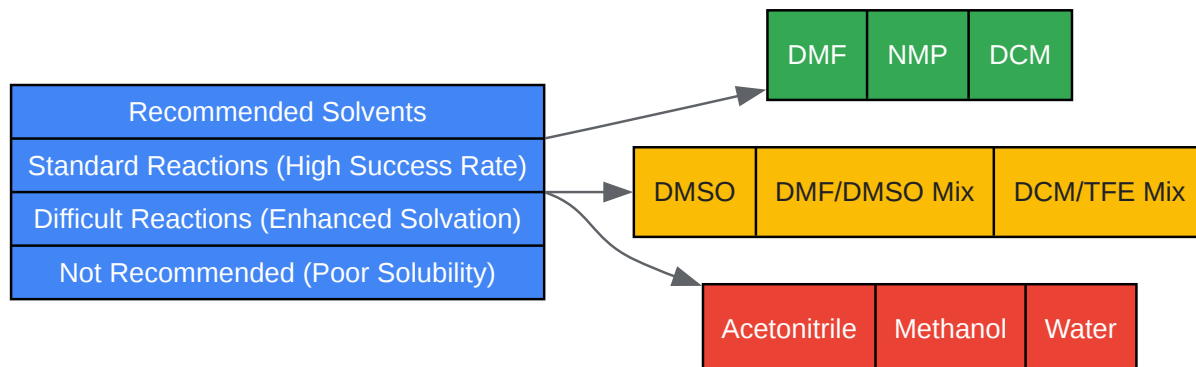 Recommended Solvents
Standard Reactions (High Success Rate)
Difficult Reactions (Enhanced Solvation)
Not Recommended (Poor Solubility)
DMF NMP DCM
DMSO DMF/DMSO Mix DCM/TFE Mix
Acetonitrile Methanol Water